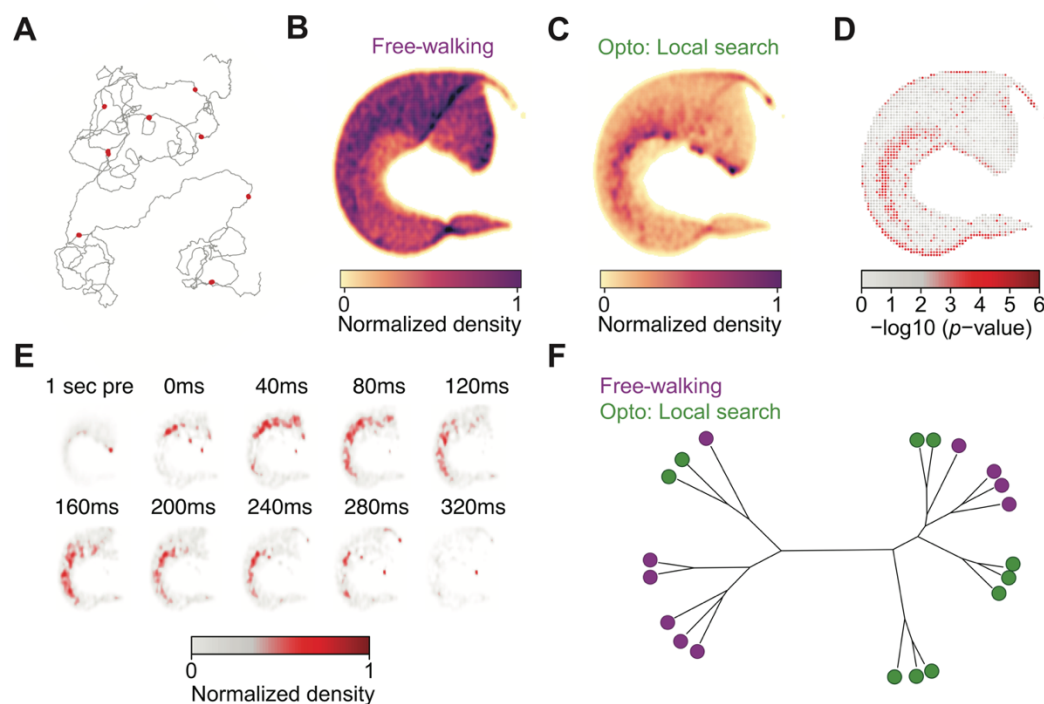 A
B
Free-walking
C
Opto: Local search
D
0
1
Normalized density
0
1
Normalized density
0 1 2 3 4 5 6
−log10 (p−value)
E
1 sec pre
0ms
40ms
80ms
120ms
160ms
200ms
240ms
280ms
320ms
0
1
Normalized density
F
Free-walking
Opto: Local search